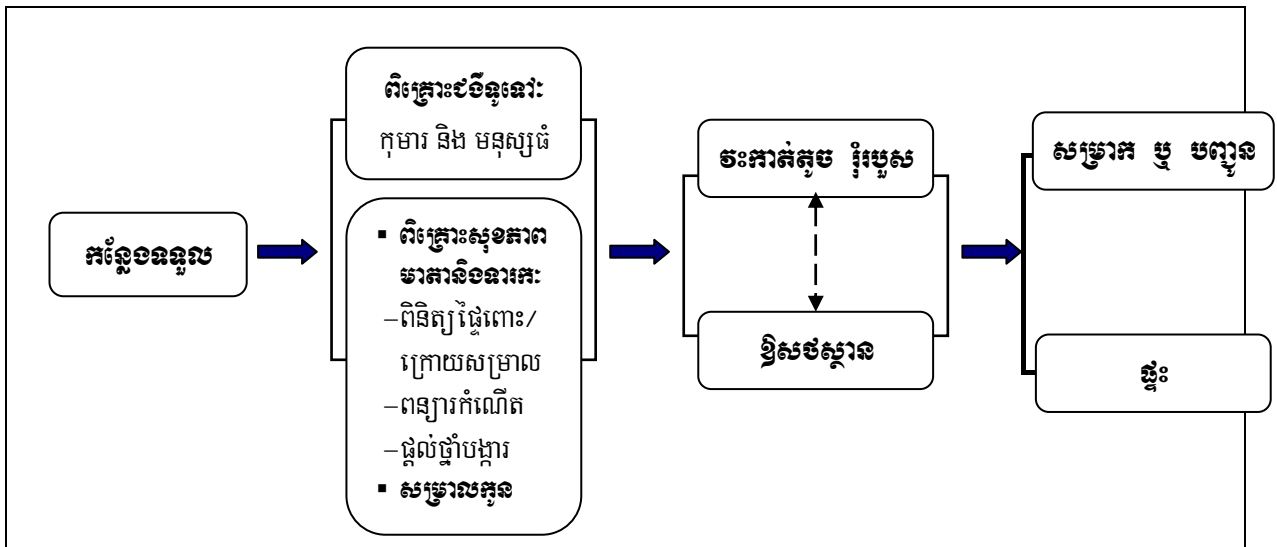 កន្លែងទទួល
ពិគ្រោះជងឺទូទៅៈ
កុមារ និង មនុស្សធំ
▪ ពិគ្រោះសុខភាព
មាតានិងទារកៈ
–ពិនិត្យផ្ទៃពោះ/
ក្រោយសម្រាល
–ពន្យារកំណើត
–ផ្តល់ថ្នាំបង្ការ
▪ សម្រាលកូន
វះកាត់តូច រុំរបួស
ឱសថស្ថាន
សម្រាក ឬ បញ្ជូន
ផ្ទះ